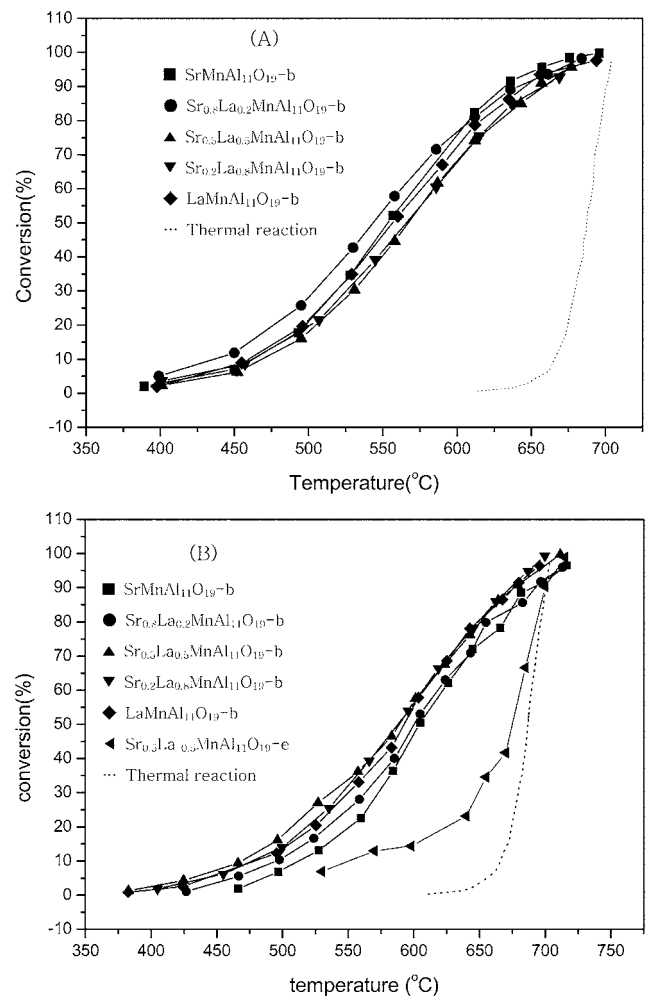 110
(A)
100
SrMnAl₁₁O₁₉-b
90
Sr₀.₈La₀.₂MnAl₁₁O₁₉-b
80
Sr₀.₅La₀.₅MnAl₁₁O₁₉-b
70
Sr₀.₂La₀.₈MnAl₁₁O₁₉-b
60
LaMnAl₁₁O₁₉-b
50
Thermal reaction
40
30
20
10
0
-10
Conversion(%)
350 400 450 500 550 600 650 700
Temperature(°C)
110
(B)
100
SrMnAl₁₁O₁₉-b
90
Sr₀.₈La₀.₂MnAl₁₁O₁₉-b
80
Sr₀.₅La₀.₅MnAl₁₁O₁₉-b
70
Sr₀.₂La₀.₈MnAl₁₁O₁₉-b
60
LaMnAl₁₁O₁₉-b
50
Sr₀.₅La₀.₅MnAl₁₁O₁₉-e
40
Thermal reaction
30
20
10
0
-10
conversion(%)
350 400 450 500 550 600 650 700 750
temperature (°C)